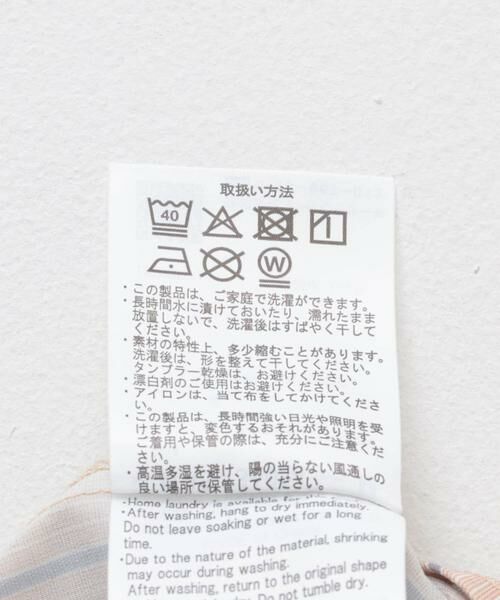 取扱い方法
40
W
・この製品は、ご家庭で洗濯ができます。
・長時間水に漬けておいたり、濡れたまま
放置しないで、洗濯後はすばやく干して
ください。
・素材の特性上、多少縮むことがあります。
洗濯後は、形を整えて干してください。
タンブラー乾燥は、お避けください。
・漂白剤のご使用はお避けください。
・アイロンは、当て布をしてかけてくださ
い。
・この製品は、長時間強い日光や照明を受
けますと、変色するおそれがあります。
ご着用や保管の際は、充分にご注意くだ
さい。
・高温多湿を避け、陽の当らない風通しの
良い場所で保管してください。
・Home laundry is available for this
・After washing, hang to dry immediately.
Do not leave soaking or wet for a long
time.
・Due to the nature of the material, shrinking
may occur during washing.
After washing, return to the original shape
Do not tumble dry.